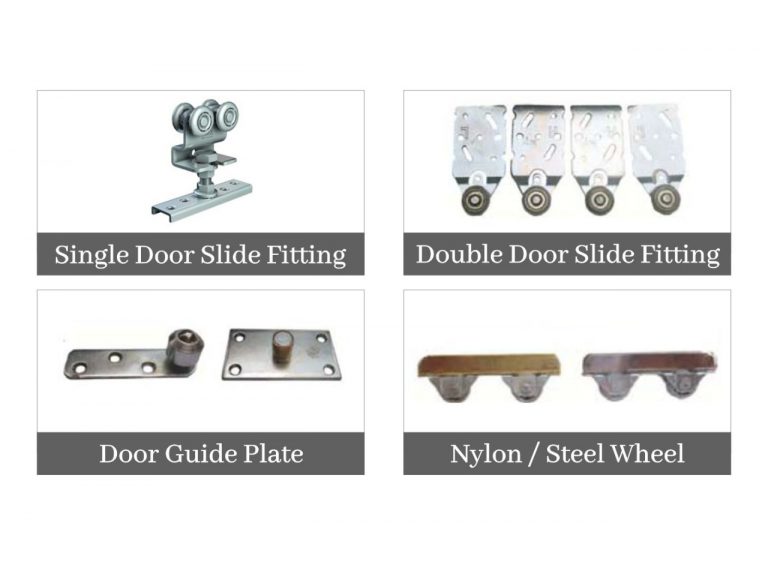 Single Door Slide Fitting
Double Door Slide Fitting
Door Guide Plate
Nylon / Steel Wheel